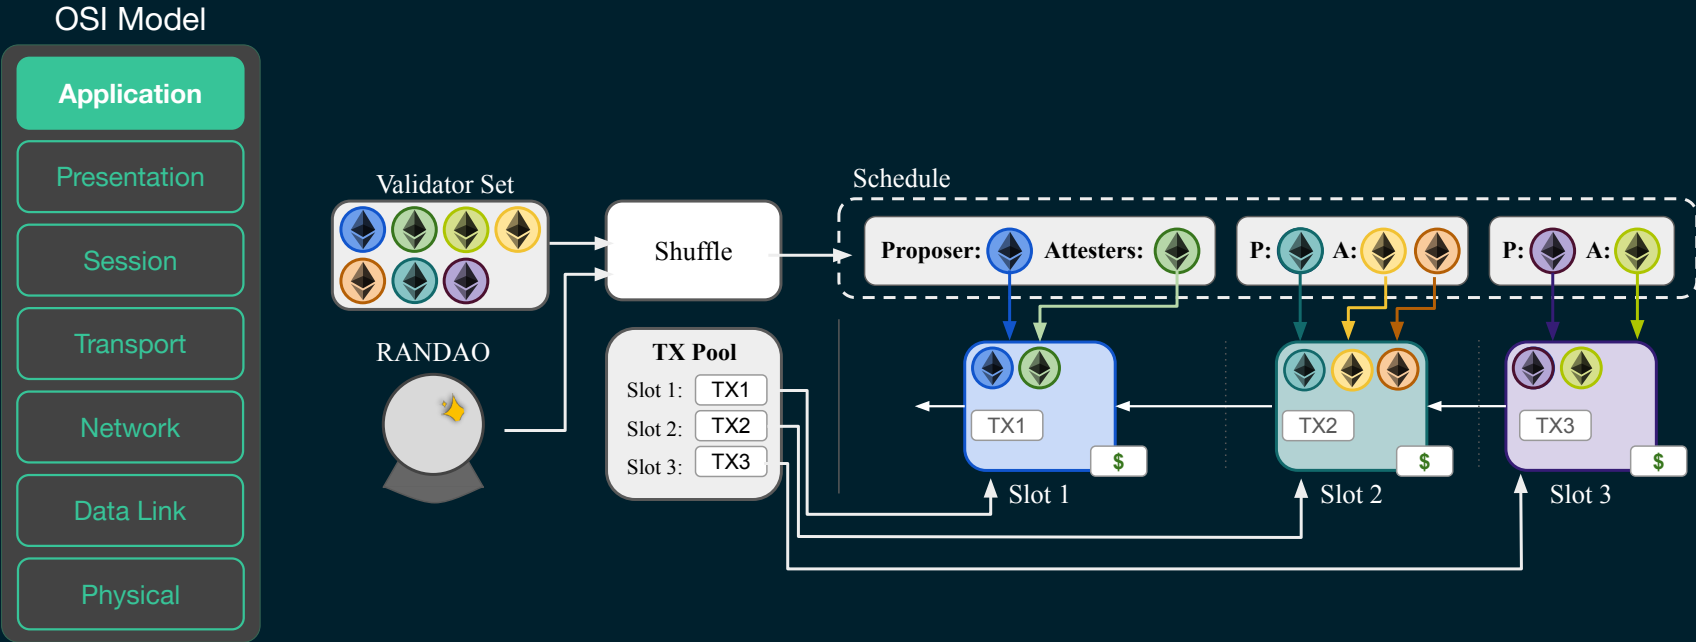 OSI Model
Application
Presentation
Session
Transport
Network
Data Link
Physical
Validator Set
RANDAO
Shuffle
TX Pool
Slot 1: TX1
Slot 2: TX2
Slot 3: TX3
Schedule
Proposer: Attesters:
P: A:
P: A:
TX1
$
Slot 1
TX2
$
Slot 2
TX3
$
Slot 3